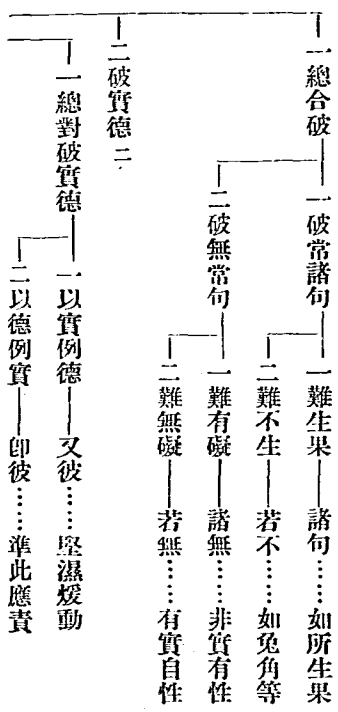 一總合破
一破常諸句
一難生果 諸句……如所生果
二難不生 若不……如兔角等
二破無常句
一難有礙 諸無……非實有性
二難無礙 若無……有實自性
二破實德二
一總對破實德
一以實例德 又彼……堅濕煖動
二以德例實 卽彼……準此應責